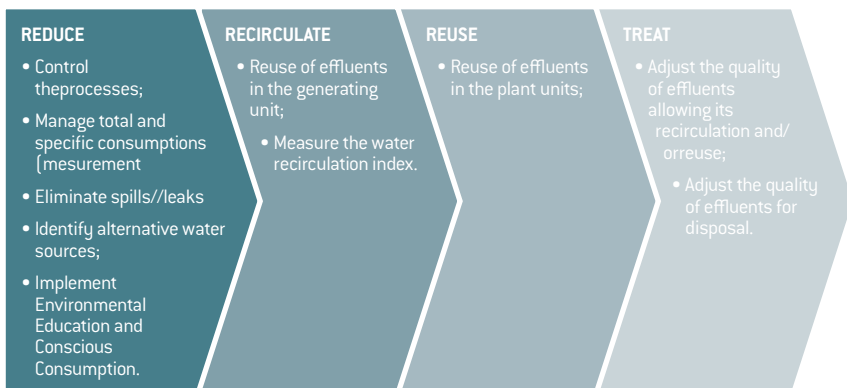 REDUCE
• Control
theprocesses;
• Manage total and
specific consumptions
(mesurement
• Eliminate spills//leaks
• Identify alternative water
sources;
• Implement
Environmental
Education and
Conscious
Consumption.
RECIRCULATE
• Reuse of effluents
in the generating
unit;
• Measure the water
recirculation index.
REUSE
• Reuse of effluents
in the plant units;
TREAT
• Adjust the quality
of effluents
allowing its
recirculation and/
orreuse;
• Adjust the quality
of effluents for
disposal.